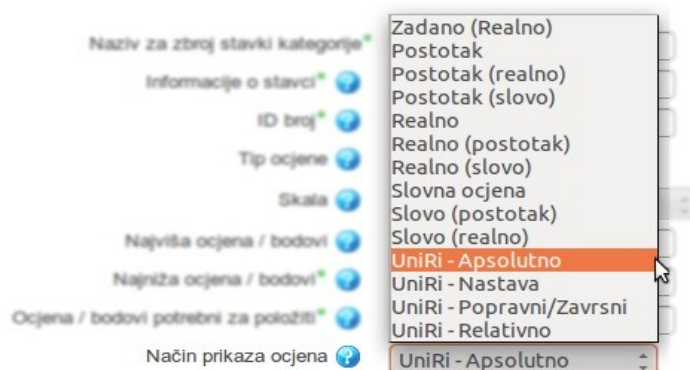 Zadano (Realno)
Naziv za zbroj stavki kategorije*
Postotak
Postotak (realno)
Informacije o stavci*
Postotak (slovo)
ID broj*
Realno
Realno (postotak)
Tip ocjene
Realno (slovo)
Slovna ocjena
Skala
Slovo (postotak)
Slovo (realno)
Najviša ocjena / bodovi
UniRi - Apsolutno
Najniža ocjena / bodovi*
UniRi - Nastava
UniRi - Popravni/Zavrsni
Ocjena / bodovi potrebni za položiti*
UniRi - Relativno
Način prikaza ocjena
UniRi - Apsolutno